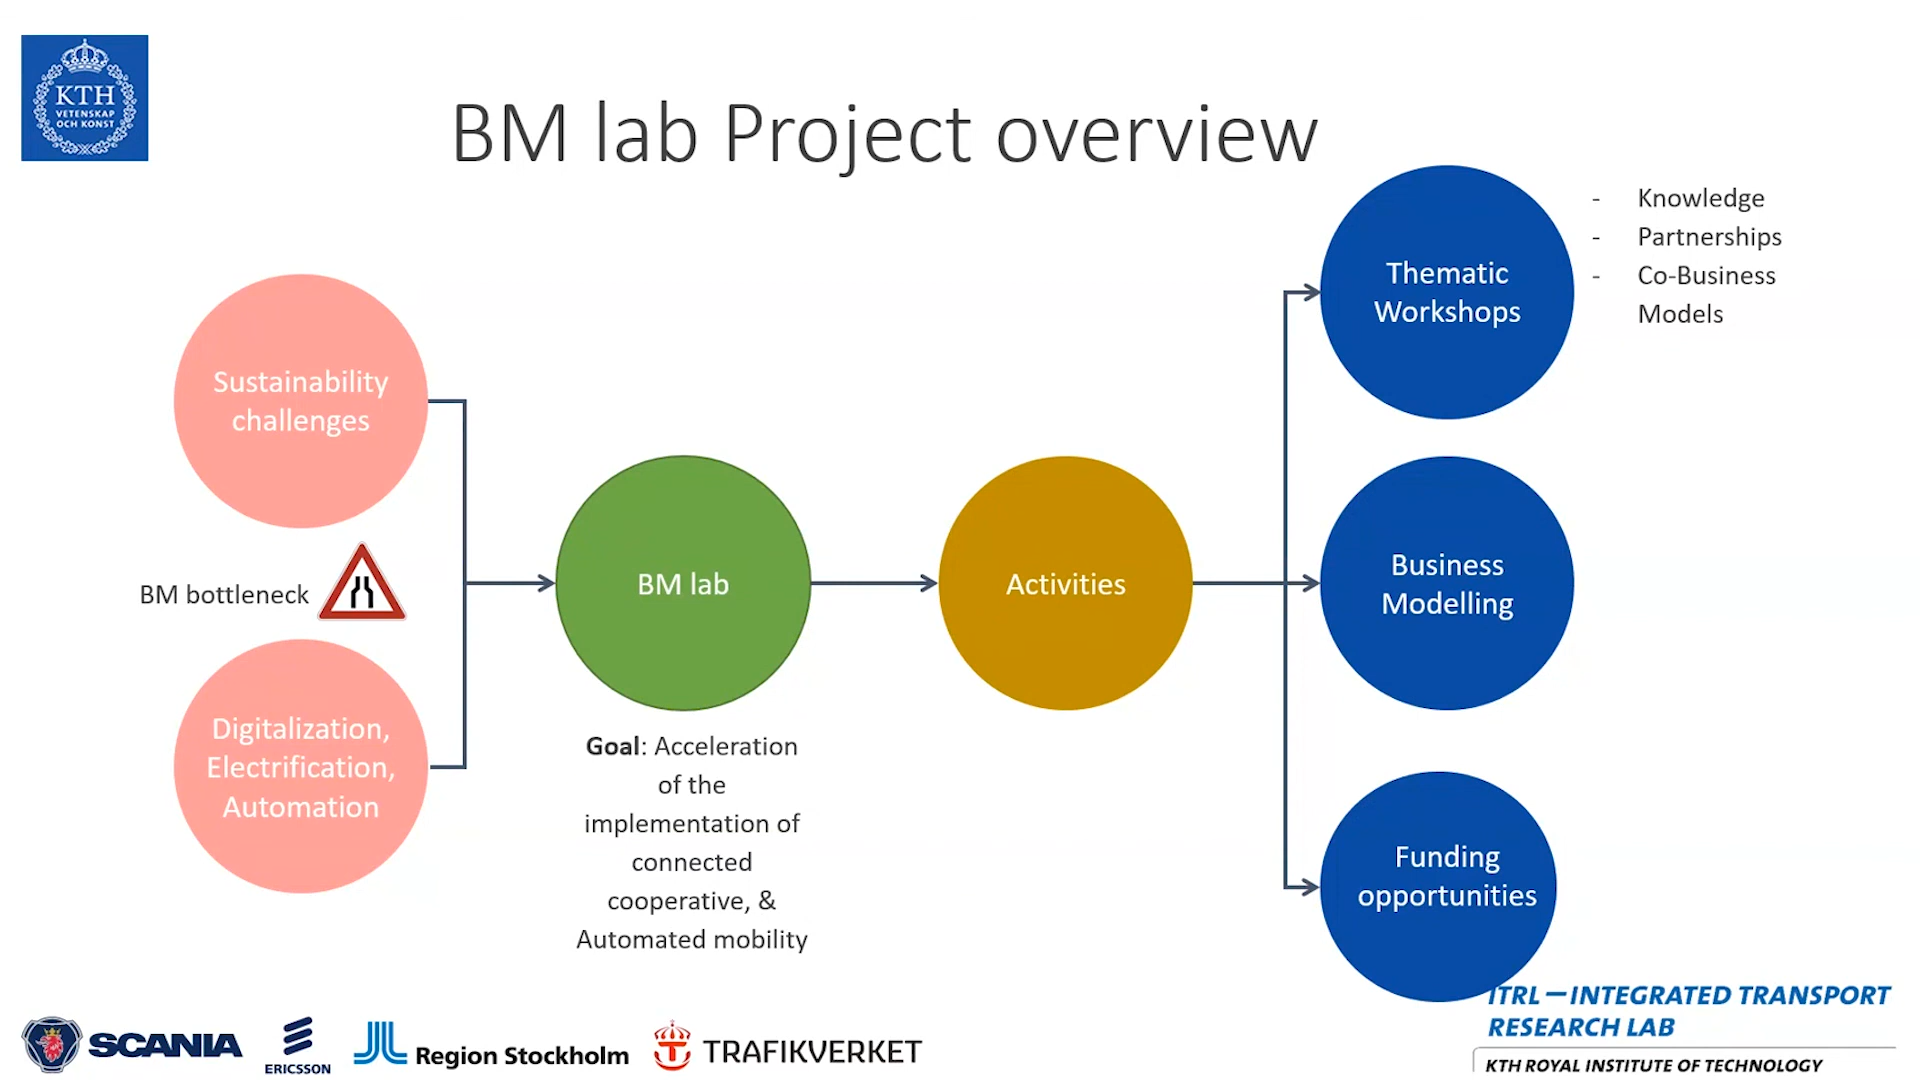 KTH
VETENSKAP
OCH KONST
BM lab Project overview
Sustainability
challenges
BM bottleneck
Digitalization,
Electrification,
Automation
BM lab
Goal: Acceleration
of the
implementation of
connected
cooperative, &
Automated mobility
Activities
Thematic
Workshops
- Knowledge
- Partnerships
- Co-Business
Models
Business
Modelling
Funding
opportunities
SCANIA
ERICSSON
Region Stockholm
TRAFIKVERKET
ITRL – INTEGRATED TRANSPORT
RESEARCH LAB
KTH ROYAL INSTITUTE OF TECHNOLOGY